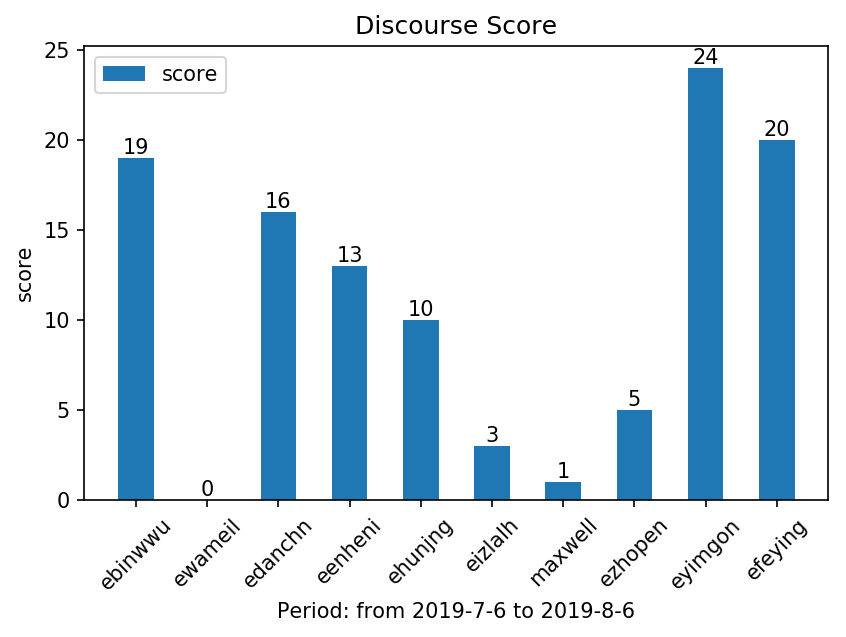 Discourse Score
score
25
20
15
10
5
0
score
19
0
16
13
10
3
1
5
24
20
ebinwwu
ewameil
edanchn
eenheni
ehunjng
eizlalh
maxwell
ezhopen
eyimgon
efeying
Period: from 2019-7-6 to 2019-8-6